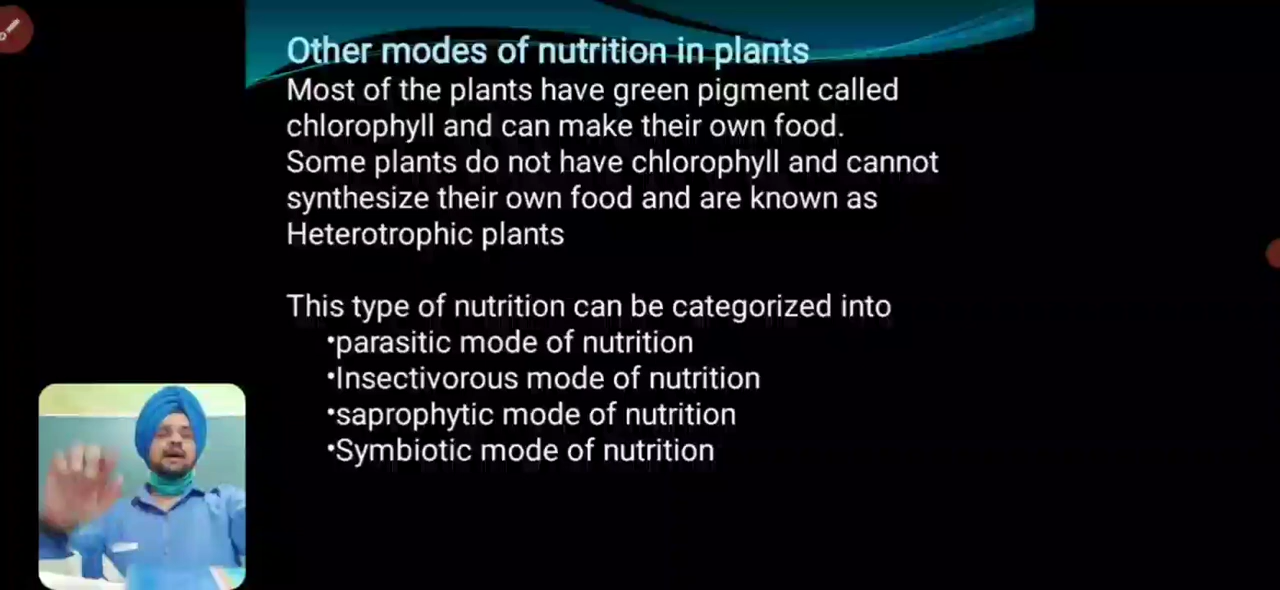 Other modes of nutrition in plants
Most of the plants have green pigment called
chlorophyll and can make their own food.
Some plants do not have chlorophyll and cannot
synthesize their own food and are known as
Heterotrophic plants
This type of nutrition can be categorized into
•parasitic mode of nutrition
•Insectivorous mode of nutrition
•saprophytic mode of nutrition
•Symbiotic mode of nutrition